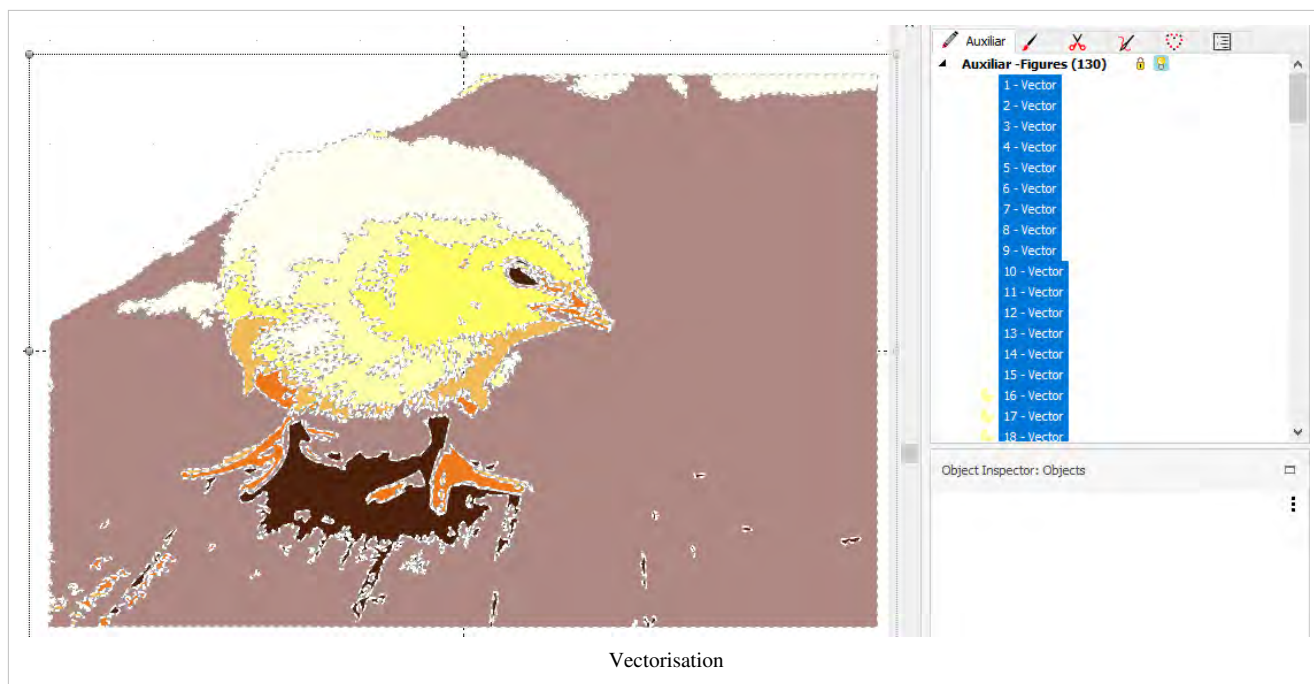 Auxiliar
Auxiliar -Figures (130)
1 - Vector
2 - Vector
3 - Vector
4 - Vector
5 - Vector
6 - Vector
7 - Vector
8 - Vector
9 - Vector
10 - Vector
11 - Vector
12 - Vector
13 - Vector
14 - Vector
15 - Vector
16 - Vector
17 - Vector
18 - Vector
Object Inspector: Objects
Vectorisation